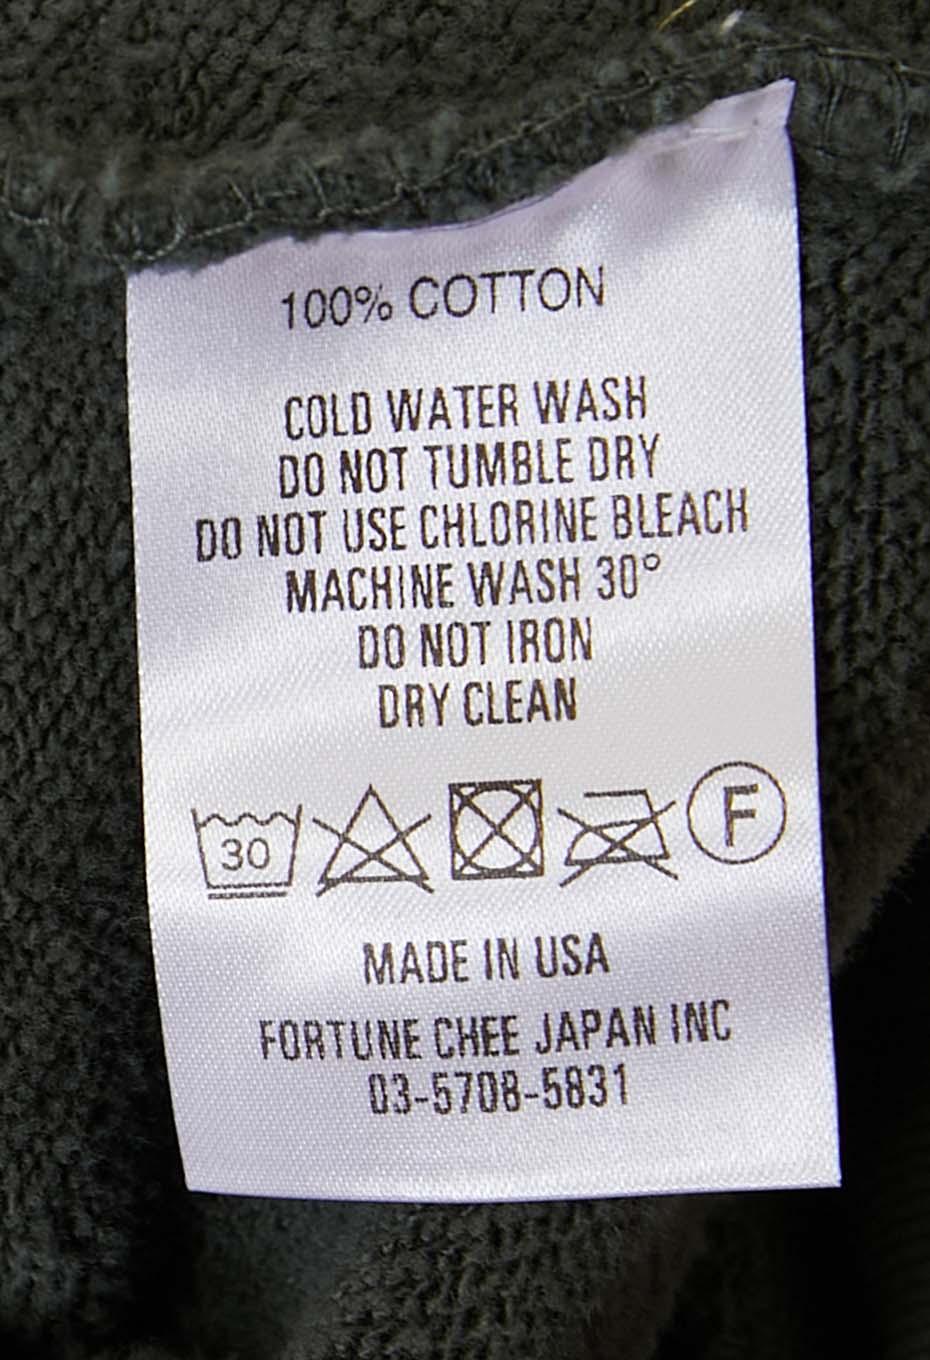 100% COTTON
COLD WATER WASH
DO NOT TUMBLE DRY
DO NOT USE CHLORINE BLEACH
MACHINE WASH 30°
DO NOT IRON
DRY CLEAN
30 F
MADE IN USA
FORTUNE CHEE JAPAN INC
03-5708-5831